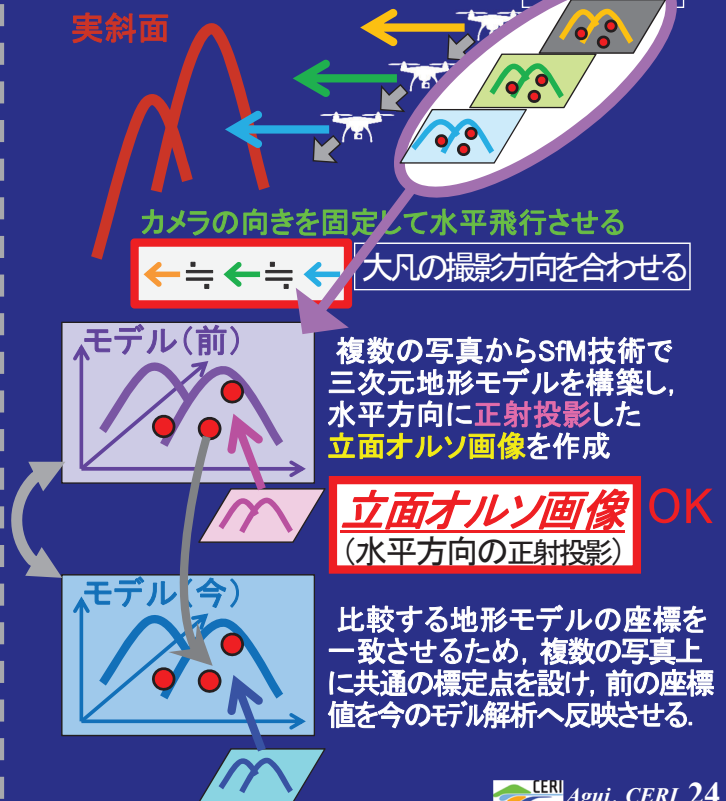 実斜面
カメラの向きを固定して水平飛行させる
←≒←≒←
大凡の撮影方向を合わせる
モデル(前)
複数の写真からSfM技術で
三次元地形モデルを構築し,
水平方向に正射投影した
立面オルソ画像を作成
立面オルソ画像
OK
(水平方向の正射投影)
モデル(今)
比較する地形モデルの座標を
一致させるため, 複数の写真上
に共通の標定点を設け, 前の座標
値を今のモデル解析へ反映させる.
CERI
Agui, CERI 24